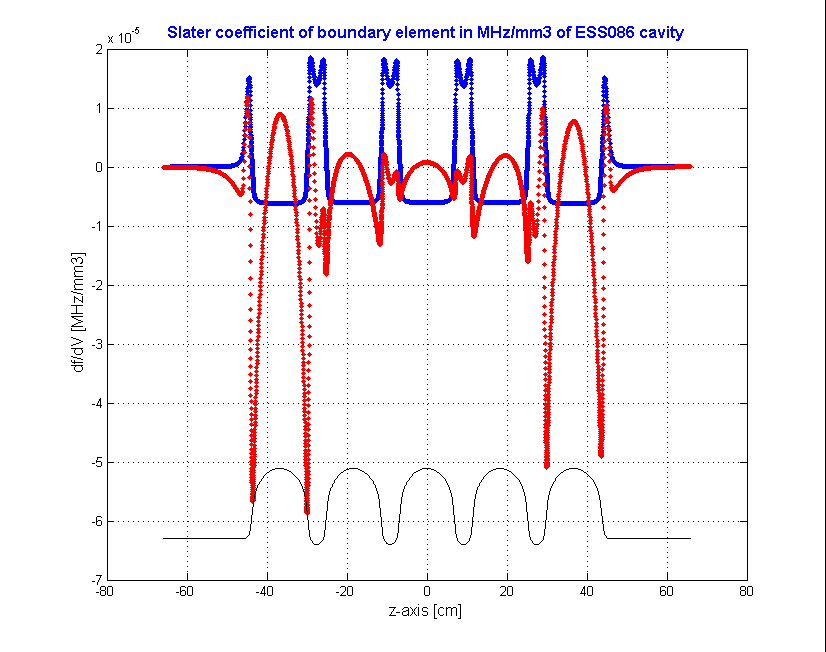 Slater coefficient of boundary element in MHz/mm3 of ESS086 cavity
x 10^-5
2
1
0
-1
-2
-3
-4
-5
-6
-7
df/dV [MHz/mm3]
-80 -60 -40 -20 0 20 40 60 80
z-axis [cm]